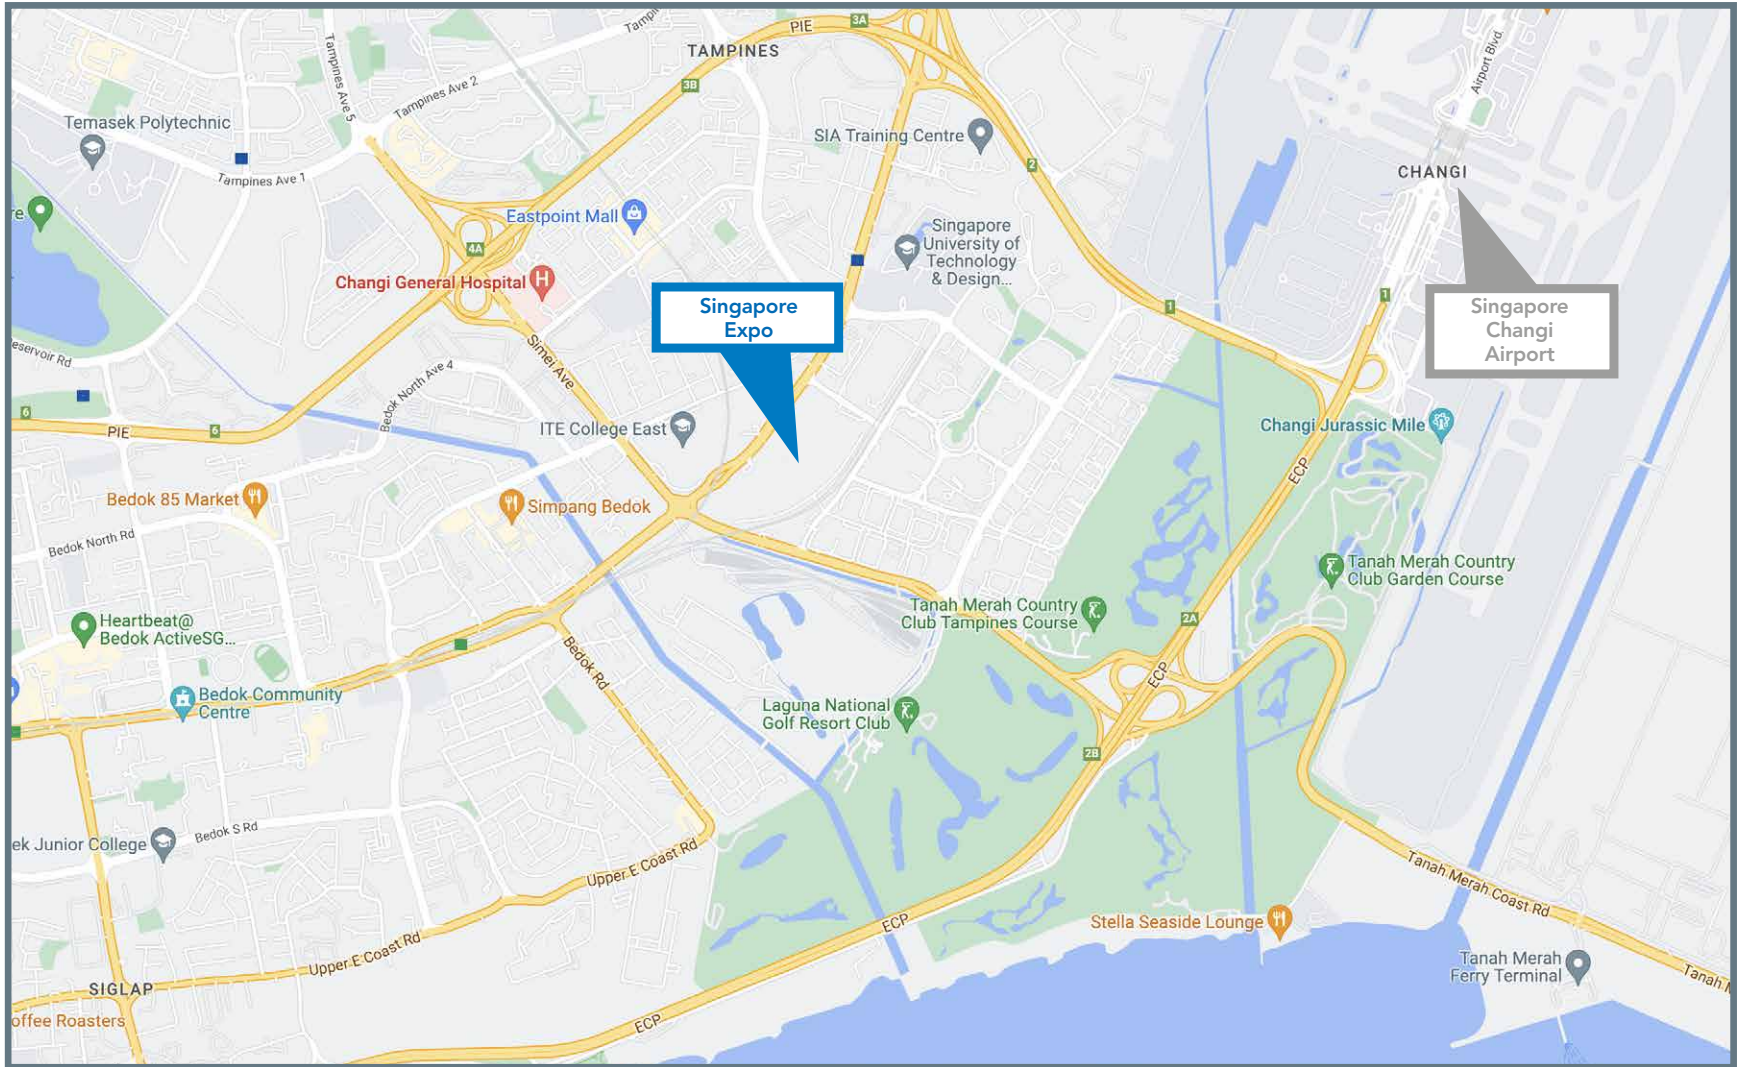 PIE
3A
Tampi
TAMPINES
Airport Blvd.
Tampines Ave 5
Tampines Ave 2
3B
Temasek Polytechnic
SIA Training Centre
2
CHANGI
Tampines Ave 1
re
Eastpoint Mall
Singapore
University of
Technology
& Design...
4A
Changi General Hospital
Singapore
Expo
1
1
Singapore
Changi
Airport
eservoir Rd
Simei Ave
Bedok North Ave 4
6
PIE
6
ITE College East
Changi Jurassic Mile
ECP
Bedok 85 Market
Simpang Bedok
Bedok North Rd
Tanah Merah Country
Club Garden Course
Tanah Merah Country
Club Tampines Course
2A
Heartbeat@
Bedok ActiveSG...
Bedok Rd
ECP
Bedok Community
Centre
Laguna National
Golf Resort Club
2B
Bedok S Rd
ek Junior College
Upper E Coast Rd
Tanah Merah Coast Rd
ECP
Stella Seaside Lounge
Upper E Coast Rd
Tanah Merah
Ferry Terminal
Tanah M
SIGLAP
offee Roasters
ECP